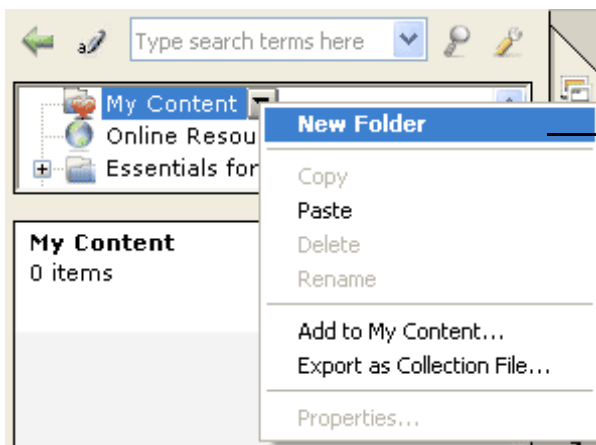 Type search terms here
My Content
Online Resou
Essentials for
New Folder
Copy
Paste
Delete
Rename
Add to My Content...
Export as Collection File...
Properties...
My Content
0 items